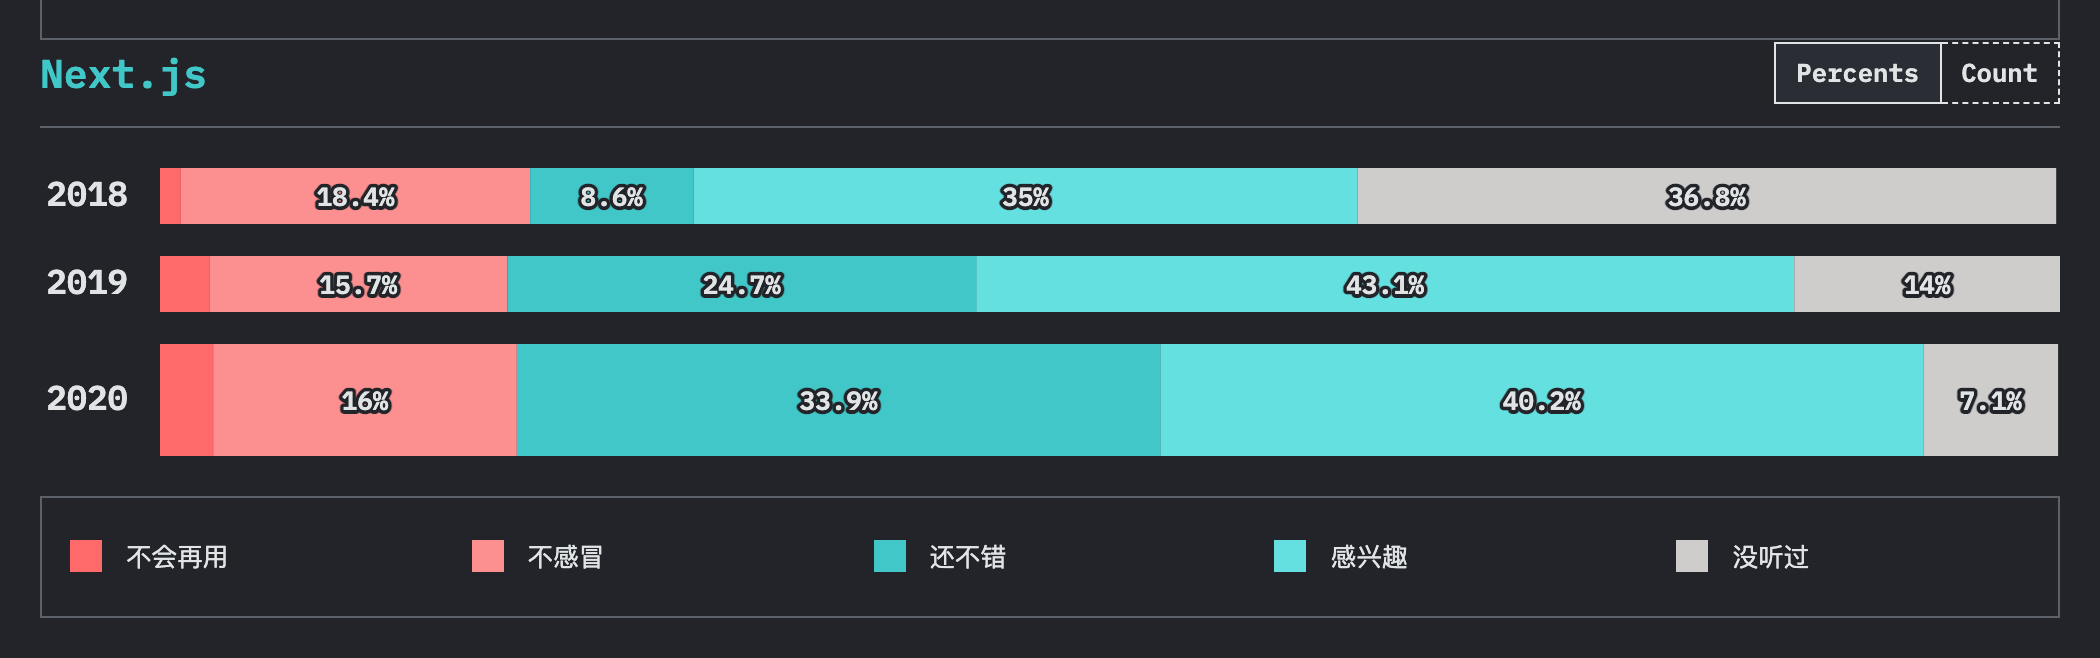 Next.js
Percents Count
2018 18.4% 8.6% 35% 36.8%
2019 15.7% 24.7% 43.1% 14%
2020 16% 33.9% 40.2% 7.1%
不会再用 不感冒 还不错 感兴趣 没听过